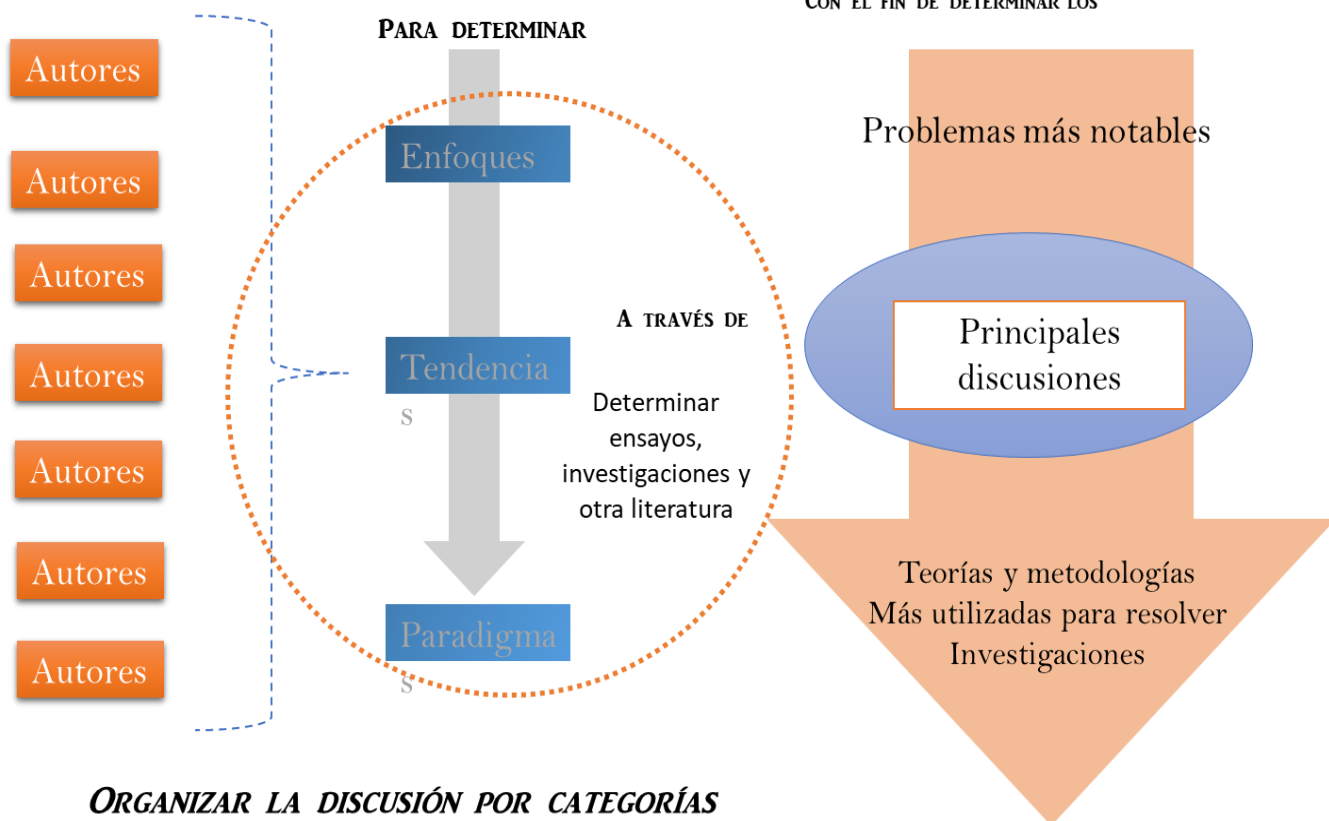 CON EL FIN DE DETERMINAR LOS
PARA DETERMINAR
Autores
Autores
Autores
Autores
Autores
Autores
Autores
Enfoques
Tendencia
s
Paradigma
s
A TRAVÉS DE
Determinar
ensayos,
investigaciones y
otra literatura
Problemas más notables
Principales
discusiones
Teorías y metodologías
Más utilizadas para resolver
Investigaciones
ORGANIZAR LA DISCUSIÓN POR CATEGORÍAS